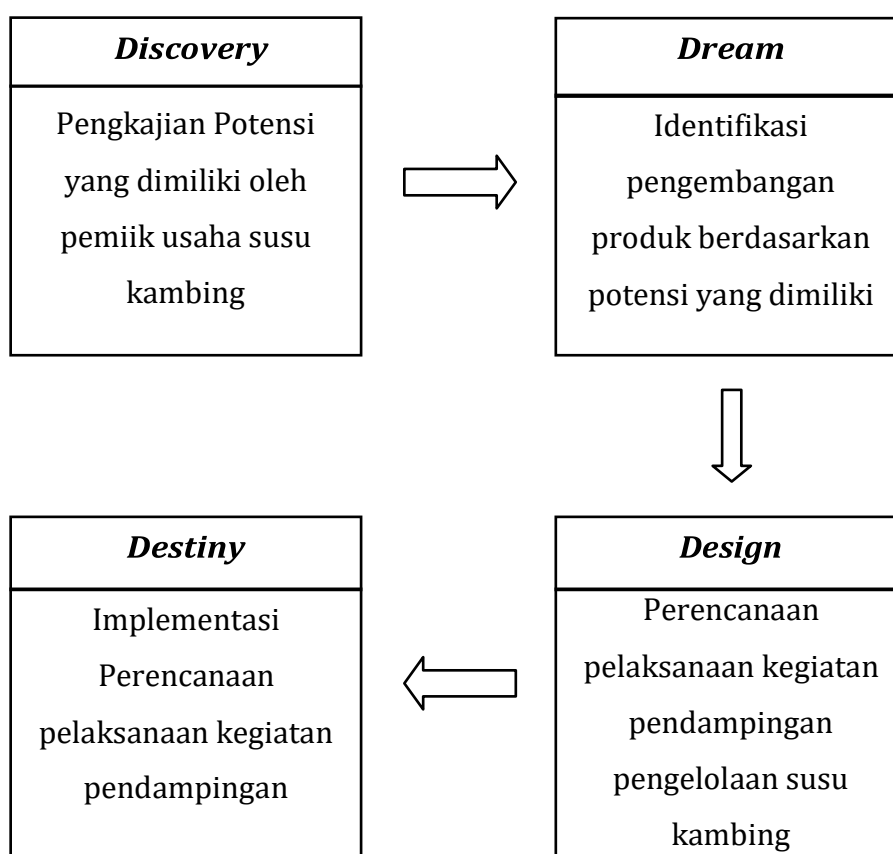 Discovery
Pengkajian Potensi
yang dimiliki oleh
pemiik usaha susu
kambing
Dream
Identifikasi
pengembangan
produk berdasarkan
potensi yang dimiliki
Design
Perencanaan
pelaksanaan kegiatan
pendampingan
pengelolaan susu
kambing
Destiny
Implementasi
Perencanaan
pelaksanaan kegiatan
pendampingan